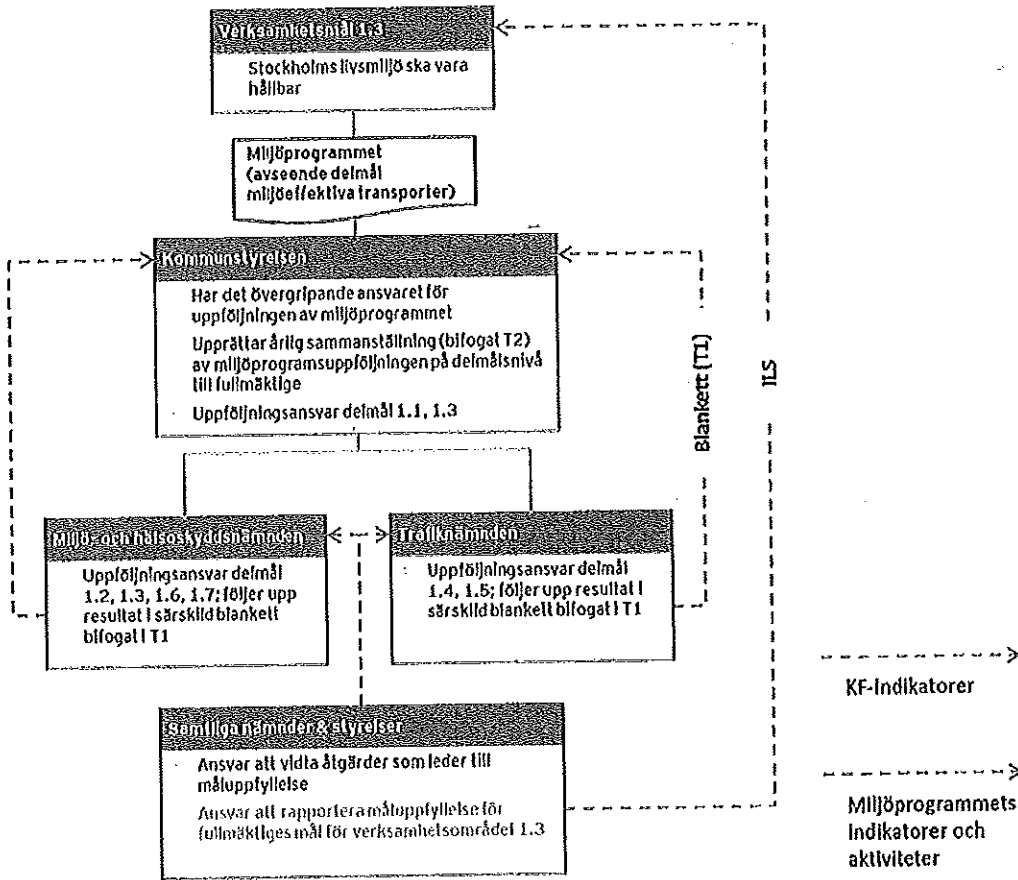 Verksamhetsmål 1.3
Stockholms livsmiljö ska vara
hållbar
Miljöprogrammet
(avseende delmål
miljöeffektiva transporter)
Kommunstyrelsen
Har det övergripande ansvaret för
uppföljningen av miljöprogrammet
Upprättar årlig sammanställning (bifogat T2)
av miljöprogramsuppföljningen på delmålsnivå
till fullmäktige
· Uppföljningsansvar delmål 1.1, 1.3
Blankett (T1)
ILS
Miljö- och hälsoskyddsnämnden
Uppföljningsansvar delmål
1.2, 1.3, 1.6, 1.7; följer upp
resultat i särskild blankett
bifogat i T1
Trafiknämnden
: Uppföljningsansvar delmål
1.4, 1.5; följer upp resultat i
särskild blankett bifogat i T1
KF-indikatorer
Samtliga nämnder & styrelser
· Ansvar att vidta åtgärder som leder till
måluppfyllelse
Ansvar att rapportera måluppfyllelse för
fullmäktiges mål för verksamhetsområdet 1.3
Miljöprogrammets
indikatorer och
aktiviteter